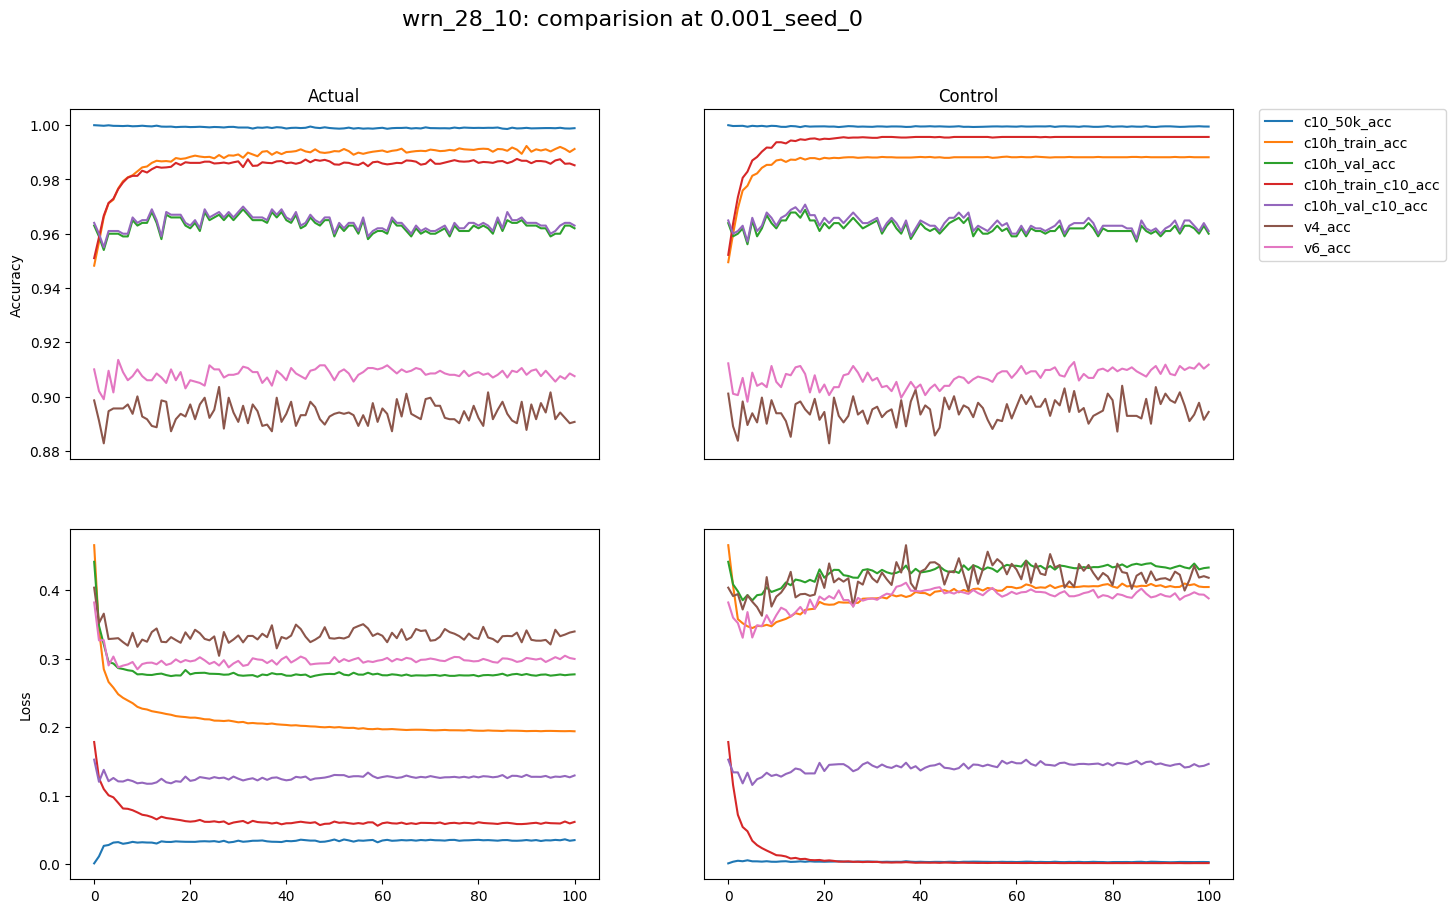 wrn_28_10: comparision at 0.001_seed_0
Actual
Control
1.00
0.98
0.96
0.94
0.92
0.90
0.88
Accuracy
c10_50k_acc
c10h_train_acc
c10h_val_acc
c10h_train_c10_acc
c10h_val_c10_acc
v4_acc
v6_acc
0.4
0.3
0.2
0.1
0.0
Loss
0 20 40 60 80 100
0 20 40 60 80 100